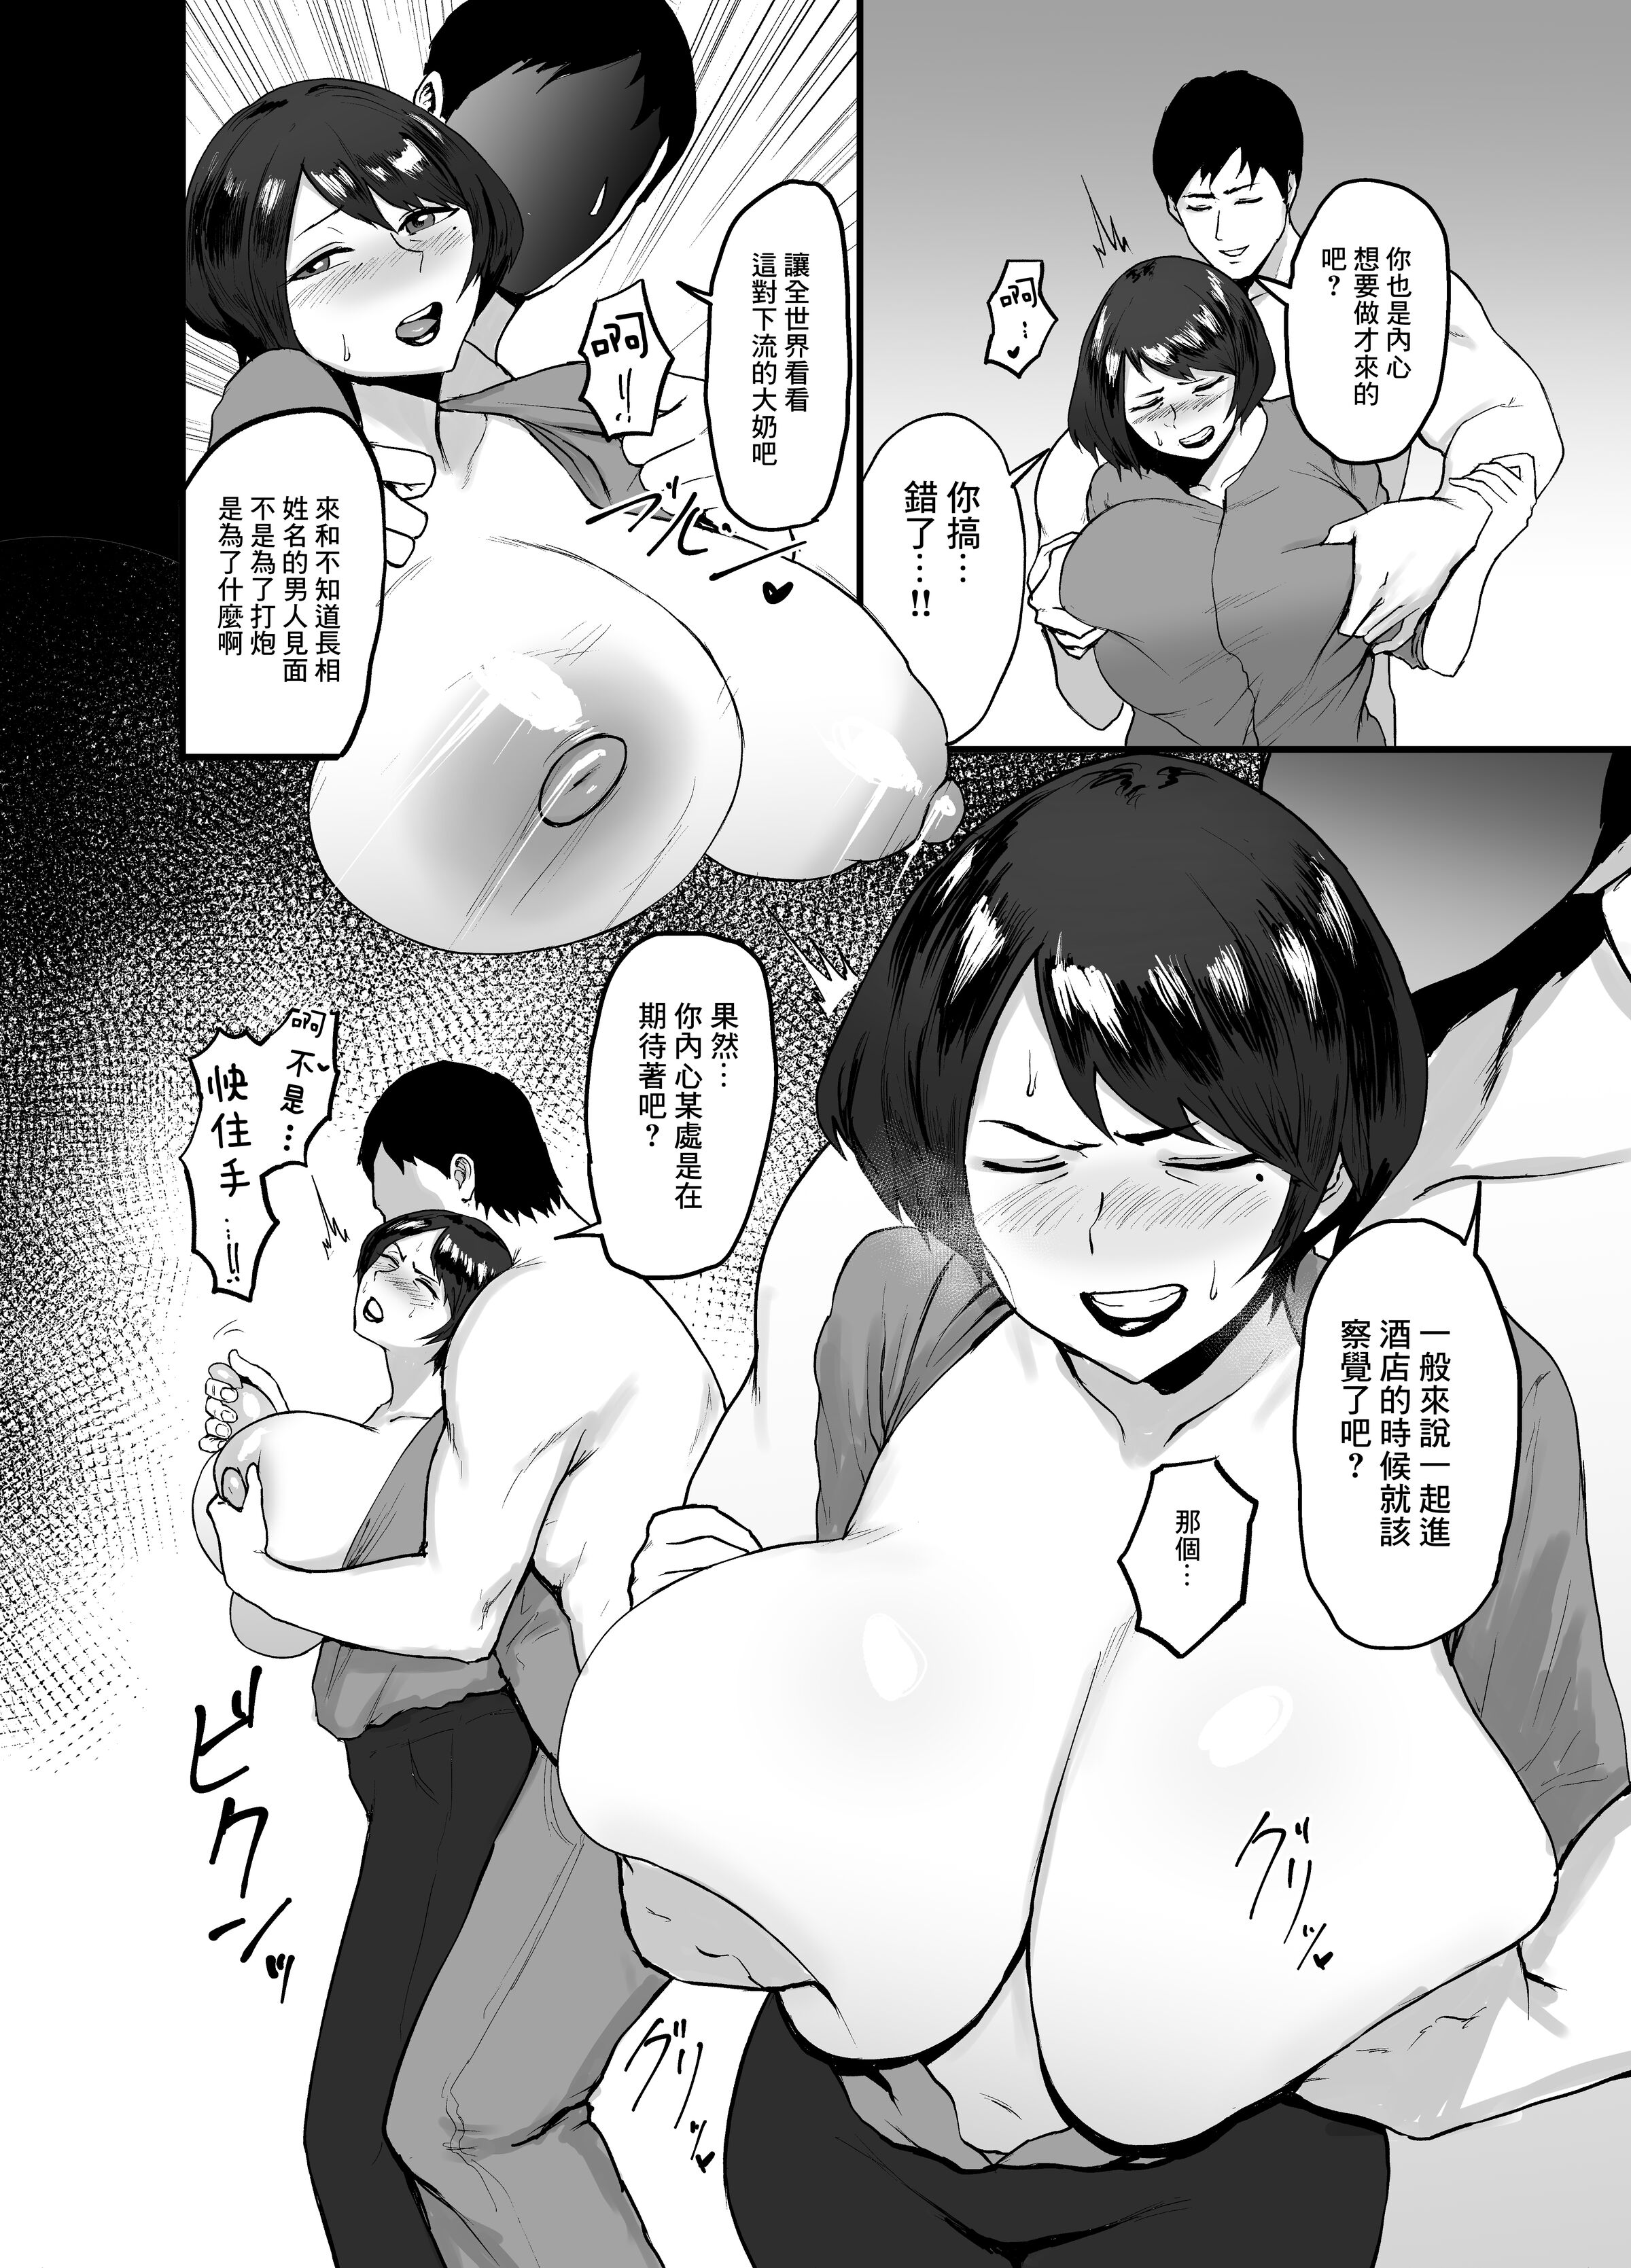 你也是內心
想要做才來的
吧？
啊…♥
你搞…
錯了…!!
讓全世界看看
這對下流的大奶吧
啊!!
ブルッ
♥
來和不知道長相
姓名的男人見面
不是為了打炮
是為了什麼啊
一般來說一起進
酒店的時候就該
察覺了吧？
那個…
グリッ♥
グリッ♥
果然…
你內心某處是在
期待著吧？
啊♥
不是…
快住手…!!
ビクンッ